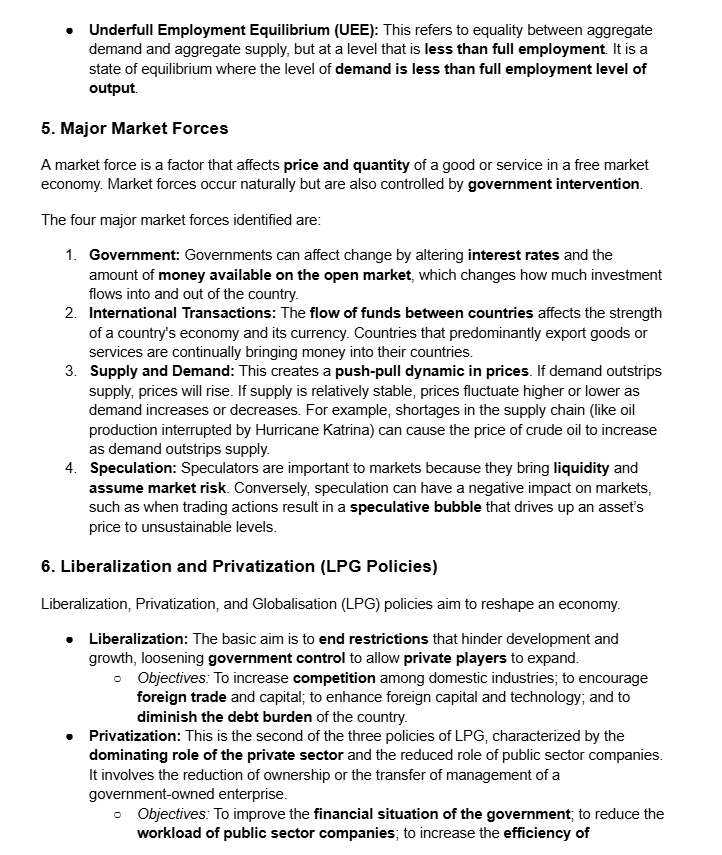 ● Underfull Employment Equilibrium (UEE): This refers to equality between aggregate
demand and aggregate supply, but at a level that is less than full employment. It is a
state of equilibrium where the level of demand is less than full employment level of
output.
5. Major Market Forces
A market force is a factor that affects price and quantity of a good or service in a free market
economy. Market forces occur naturally but are also controlled by government intervention.
The four major market forces identified are:
1. Government: Governments can affect change by altering interest rates and the
amount of money available on the open market, which changes how much investment
flows into and out of the country.
2. International Transactions: The flow of funds between countries affects the strength
of a country's economy and its currency. Countries that predominantly export goods or
services are continually bringing money into their countries.
3. Supply and Demand: This creates a push-pull dynamic in prices. If demand outstrips
supply, prices will rise. If supply is relatively stable, prices fluctuate higher or lower as
demand increases or decreases. For example, shortages in the supply chain (like oil
production interrupted by Hurricane Katrina) can cause the price of crude oil to increase
as demand outstrips supply.
4. Speculation: Speculators are important to markets because they bring liquidity and
assume market risk. Conversely, speculation can have a negative impact on markets,
such as when trading actions result in a speculative bubble that drives up an asset's
price to unsustainable levels.
6. Liberalization and Privatization (LPG Policies)
Liberalization, Privatization, and Globalisation (LPG) policies aim to reshape an economy.
● Liberalization: The basic aim is to end restrictions that hinder development and
growth, loosening government control to allow private players to expand.
○ Objectives: To increase competition among domestic industries; to encourage
foreign trade and capital; to enhance foreign capital and technology; and to
diminish the debt burden of the country.
● Privatization: This is the second of the three policies of LPG, characterized by the
dominating role of the private sector and the reduced role of public sector companies.
It involves the reduction of ownership or the transfer of management of a
government-owned enterprise.
○ Objectives: To improve the financial situation of the government; to reduce the
workload of public sector companies; to increase the efficiency of